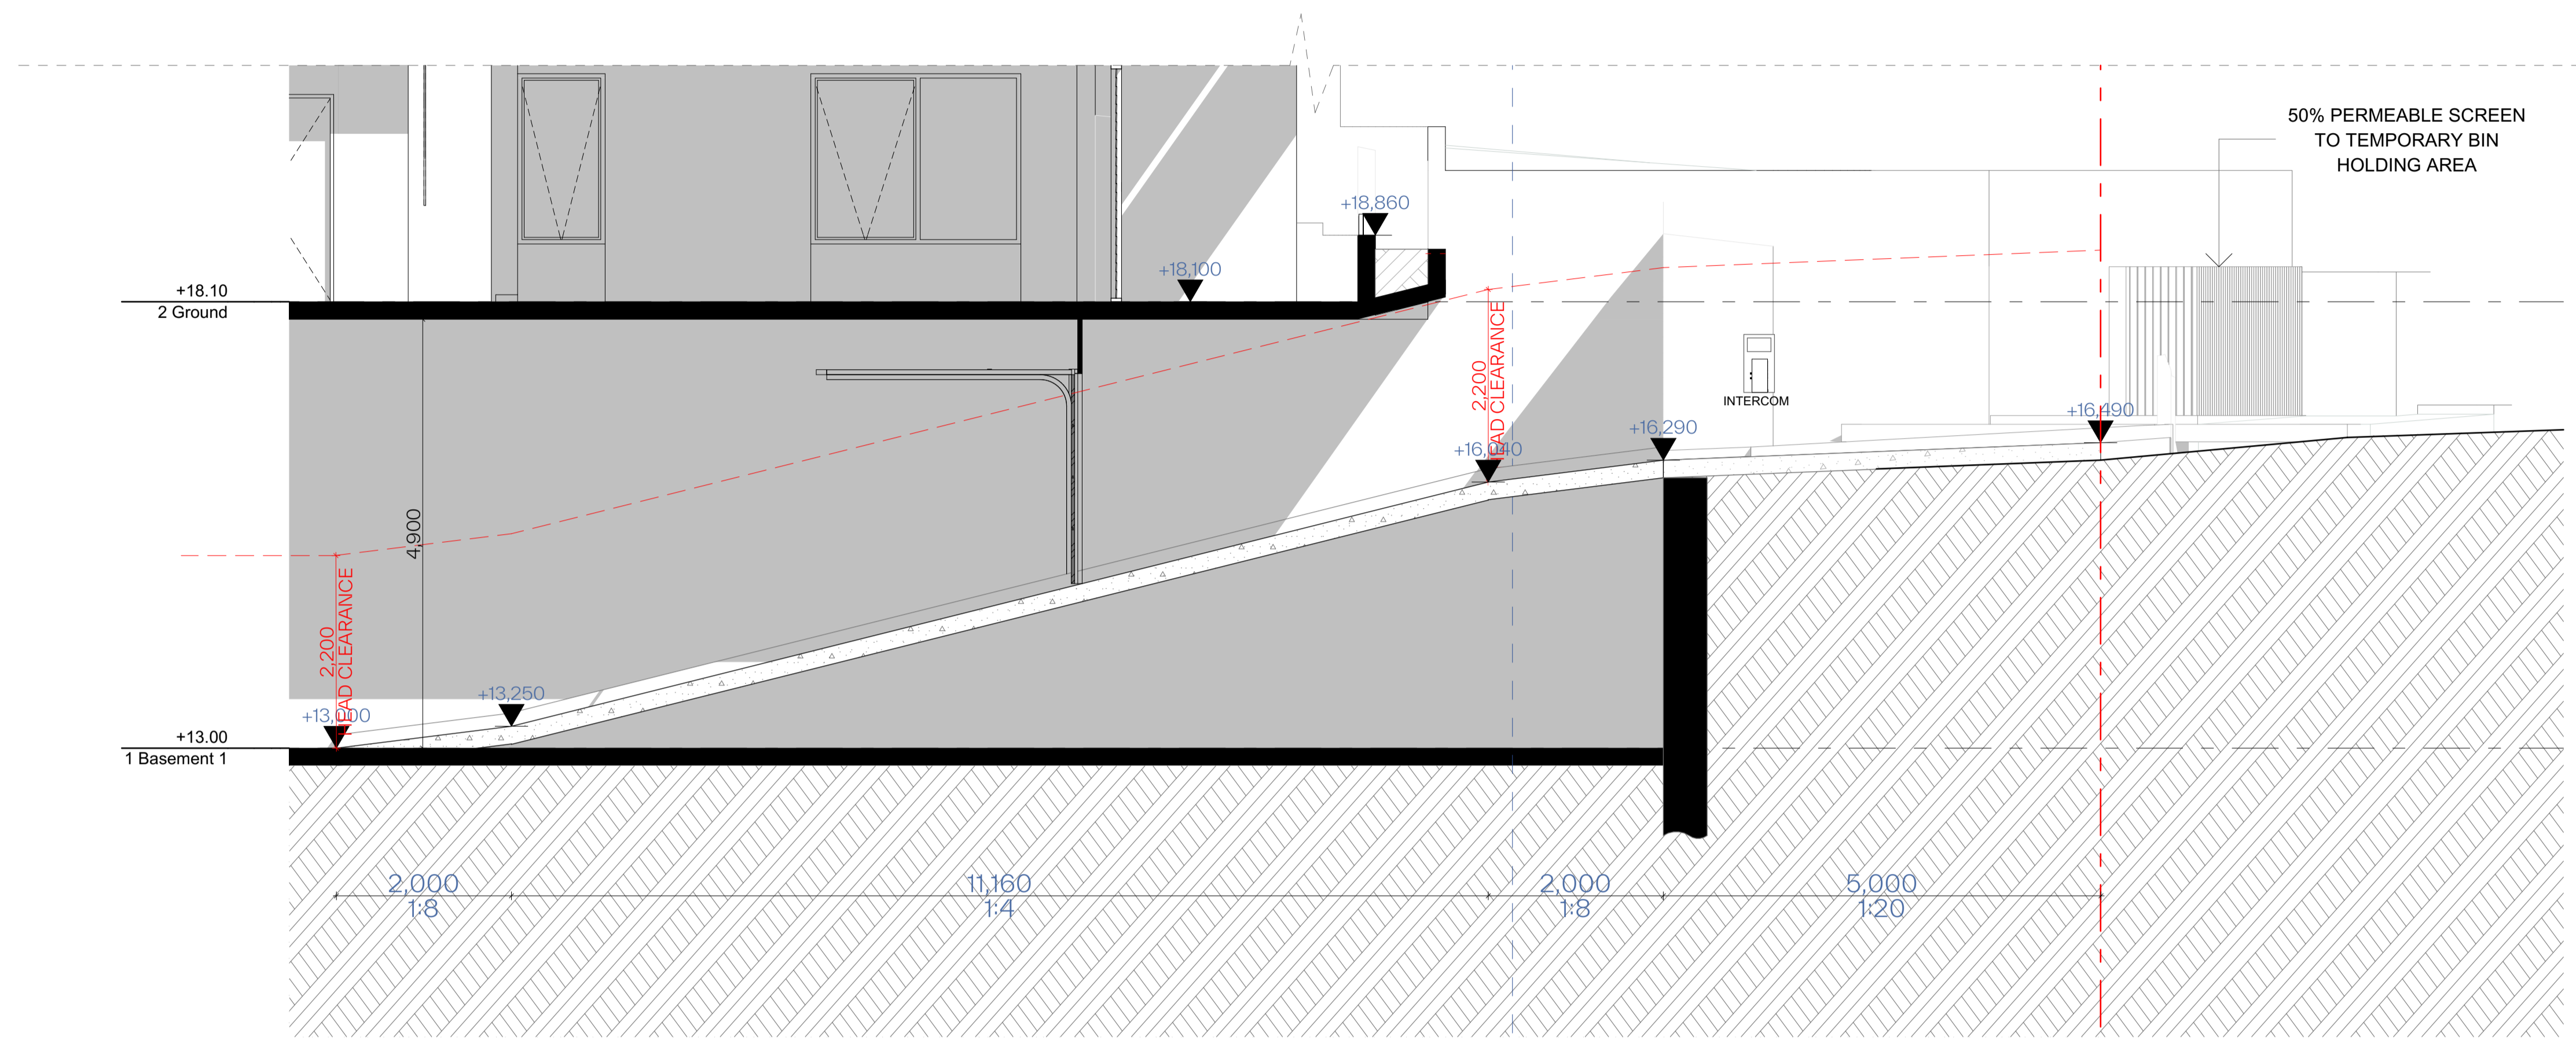 50% PERMEABLE SCREEN
TO TEMPORARY BIN
HOLDING AREA
+18,860
+18,100
+18.10
2 Ground
2,200
HEAD CLEARANCE
INTERCOM
+16,490
+16,290
+16,040
4,900
2,200
HEAD CLEARANCE
+13,250
+13,000
+13.00
1 Basement 1
2,000
1:8
11,160
1:4
2,000
1:8
5,000
1:20